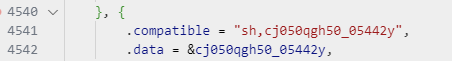 4540 }, {
4541 .compatible = "sh,cj050qgh50_05442y",
4542 .data = &cj050qgh50_05442y,